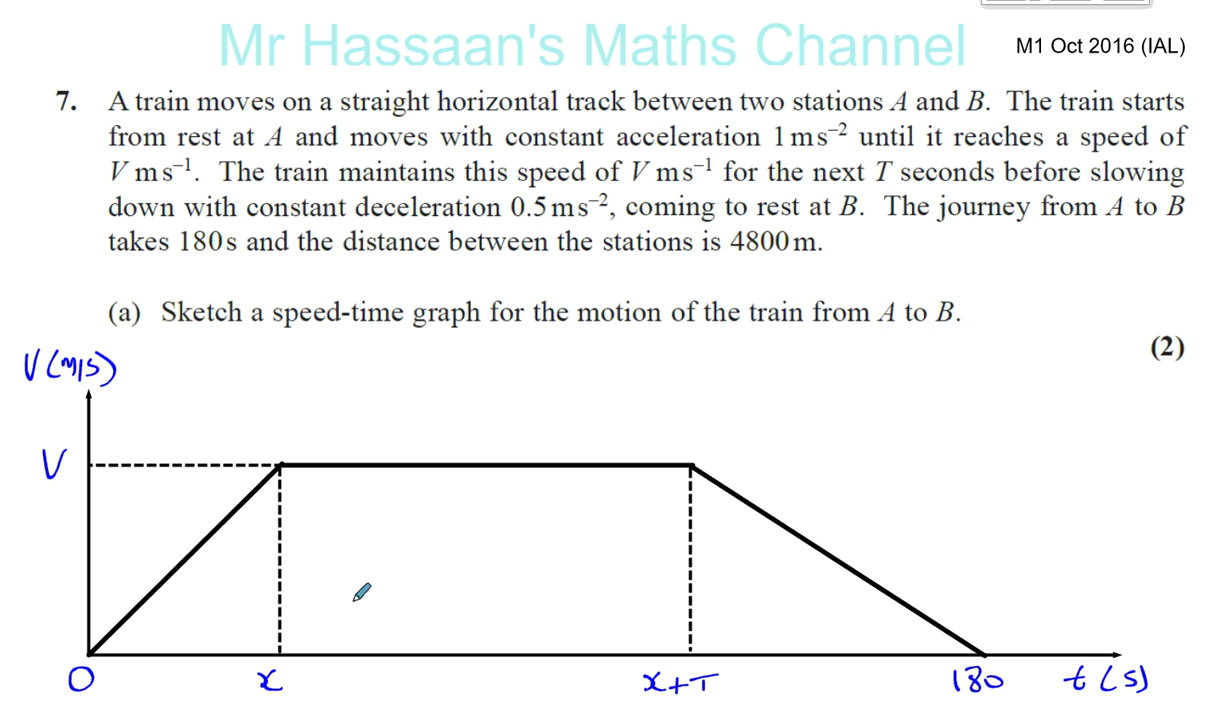 Mr Hassaan's Maths Channel
M1 Oct 2016 (IAL)
7. A train moves on a straight horizontal track between two stations A and B. The train starts
from rest at A and moves with constant acceleration 1 m s⁻² until it reaches a speed of
V m s⁻¹. The train maintains this speed of V m s⁻¹ for the next T seconds before slowing
down with constant deceleration 0.5 m s⁻², coming to rest at B. The journey from A to B
takes 180 s and the distance between the stations is 4800 m.
(a) Sketch a speed-time graph for the motion of the train from A to B.
(2)
V (m/s)
V
0
x
x+T
180
t (s)